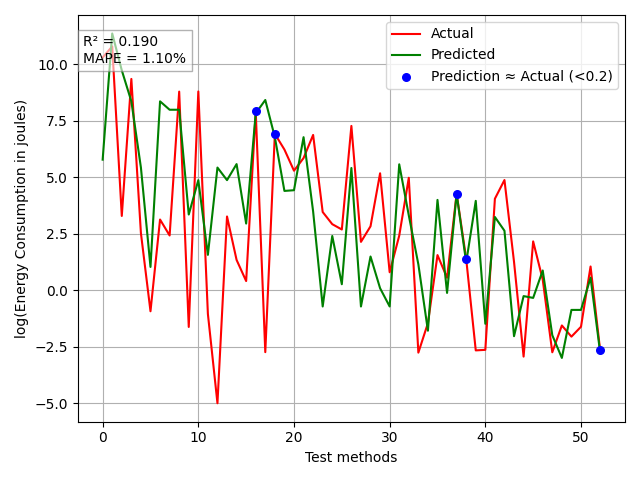 R² = 0.190
MAPE = 1.10%
Actual
Predicted
Prediction ≈ Actual (<0.2)
log(Energy Consumption in joules)
10.0
7.5
5.0
2.5
0.0
−2.5
−5.0
0 10 20 30 40 50
Test methods